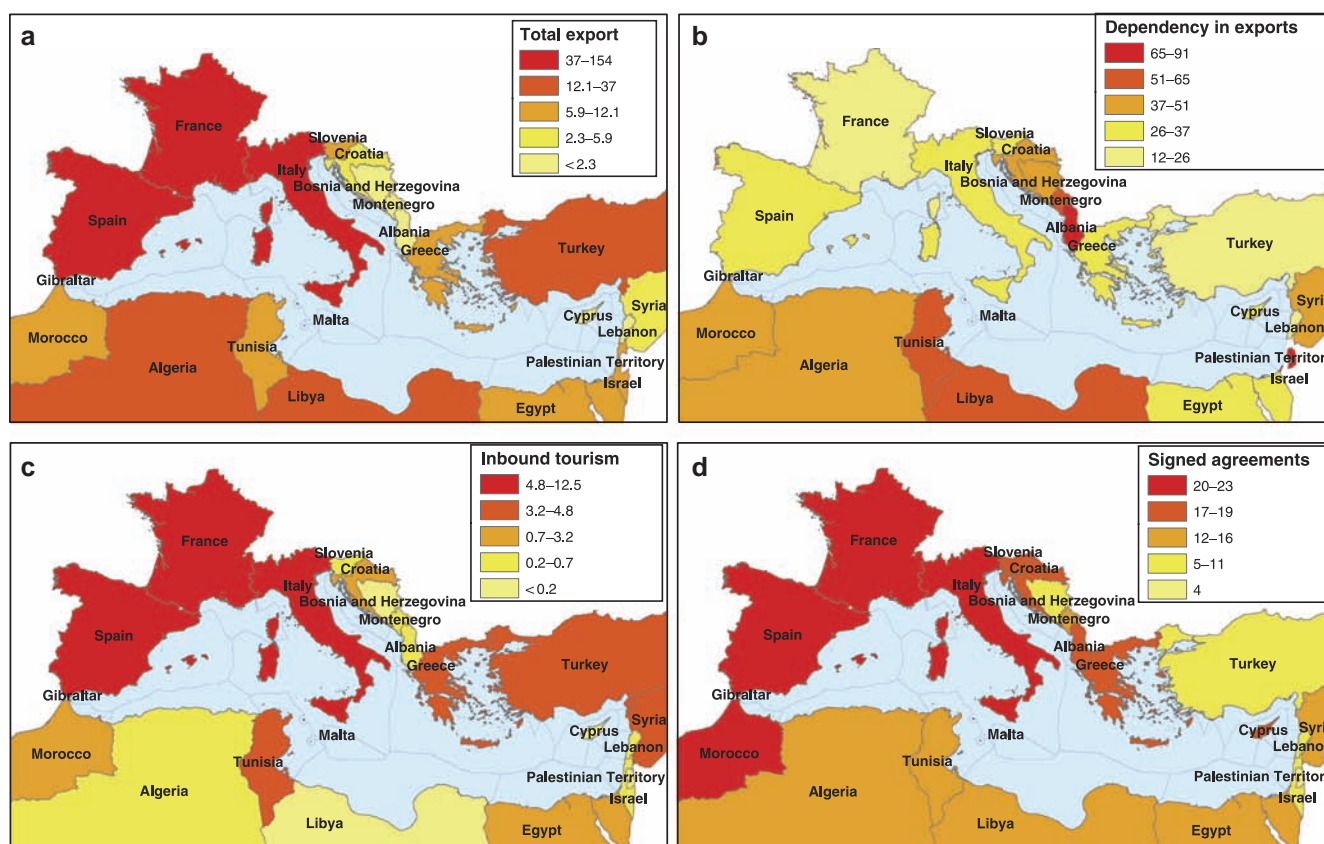 a
Total export
37–154
12.1–37
5.9–12.1
2.3–5.9
<2.3
France
Slovenia
Croatia
Italy
Bosnia and Herzegovina
Montenegro
Spain
Albania
Greece
Turkey
Gibraltar
Malta
Cyprus
Syria
Lebanon
Morocco
Tunisia
Palestinian Territory
Algeria
Israel
Libya
Egypt
b
Dependency in exports
65–91
51–65
37–51
26–37
12–26
France
Slovenia
Croatia
Italy
Bosnia and Herzegovina
Montenegro
Spain
Albania
Greece
Turkey
Gibraltar
Malta
Cyprus
Syria
Lebanon
Morocco
Tunisia
Palestinian Territory
Algeria
Israel
Libya
Egypt
c
Inbound tourism
4.8–12.5
3.2–4.8
0.7–3.2
0.2–0.7
<0.2
France
Slovenia
Croatia
Italy
Bosnia and Herzegovina
Montenegro
Spain
Albania
Greece
Turkey
Gibraltar
Malta
Cyprus
Syria
Lebanon
Morocco
Tunisia
Palestinian Territory
Algeria
Israel
Libya
Egypt
d
Signed agreements
20–23
17–19
12–16
5–11
4
France
Slovenia
Croatia
Italy
Bosnia and Herzegovina
Montenegro
Spain
Albania
Greece
Turkey
Gibraltar
Malta
Cyprus
Syria
Lebanon
Morocco
Tunisia
Palestinian Territory
Algeria
Israel
Libya
Egypt